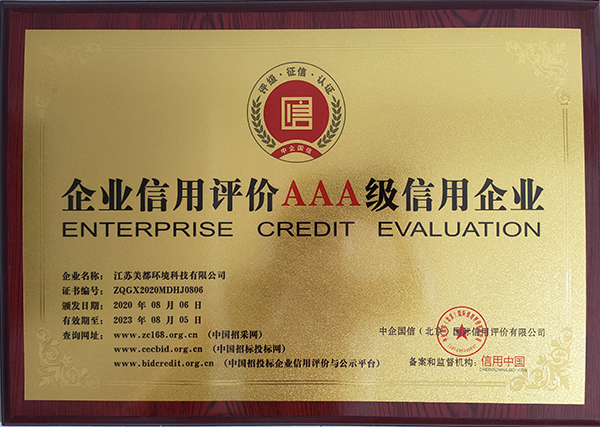 评级·征信·认证
信
中企国信
企业信用评价AAA级信用企业
ENTERPRISE CREDIT EVALUATION
企业名称: 江苏美都环境科技有限公司
证书编号: ZQGX2020MDHJ0806
颁发日期: 2020 年 08 月 06 日
有效期至: 2023 年 08 月 05 日
查询网址: www.zc168.org.cn (中国招采网)
www.cecbid.org.cn (中国招标投标网)
www.bidcredit.org.cn (中国招投标企业信用评价与公示平台)
中企国信(北京)国际信用评价有限公司
备案和监督机构: 信用中国
CREDITCHINA.GOV.CN